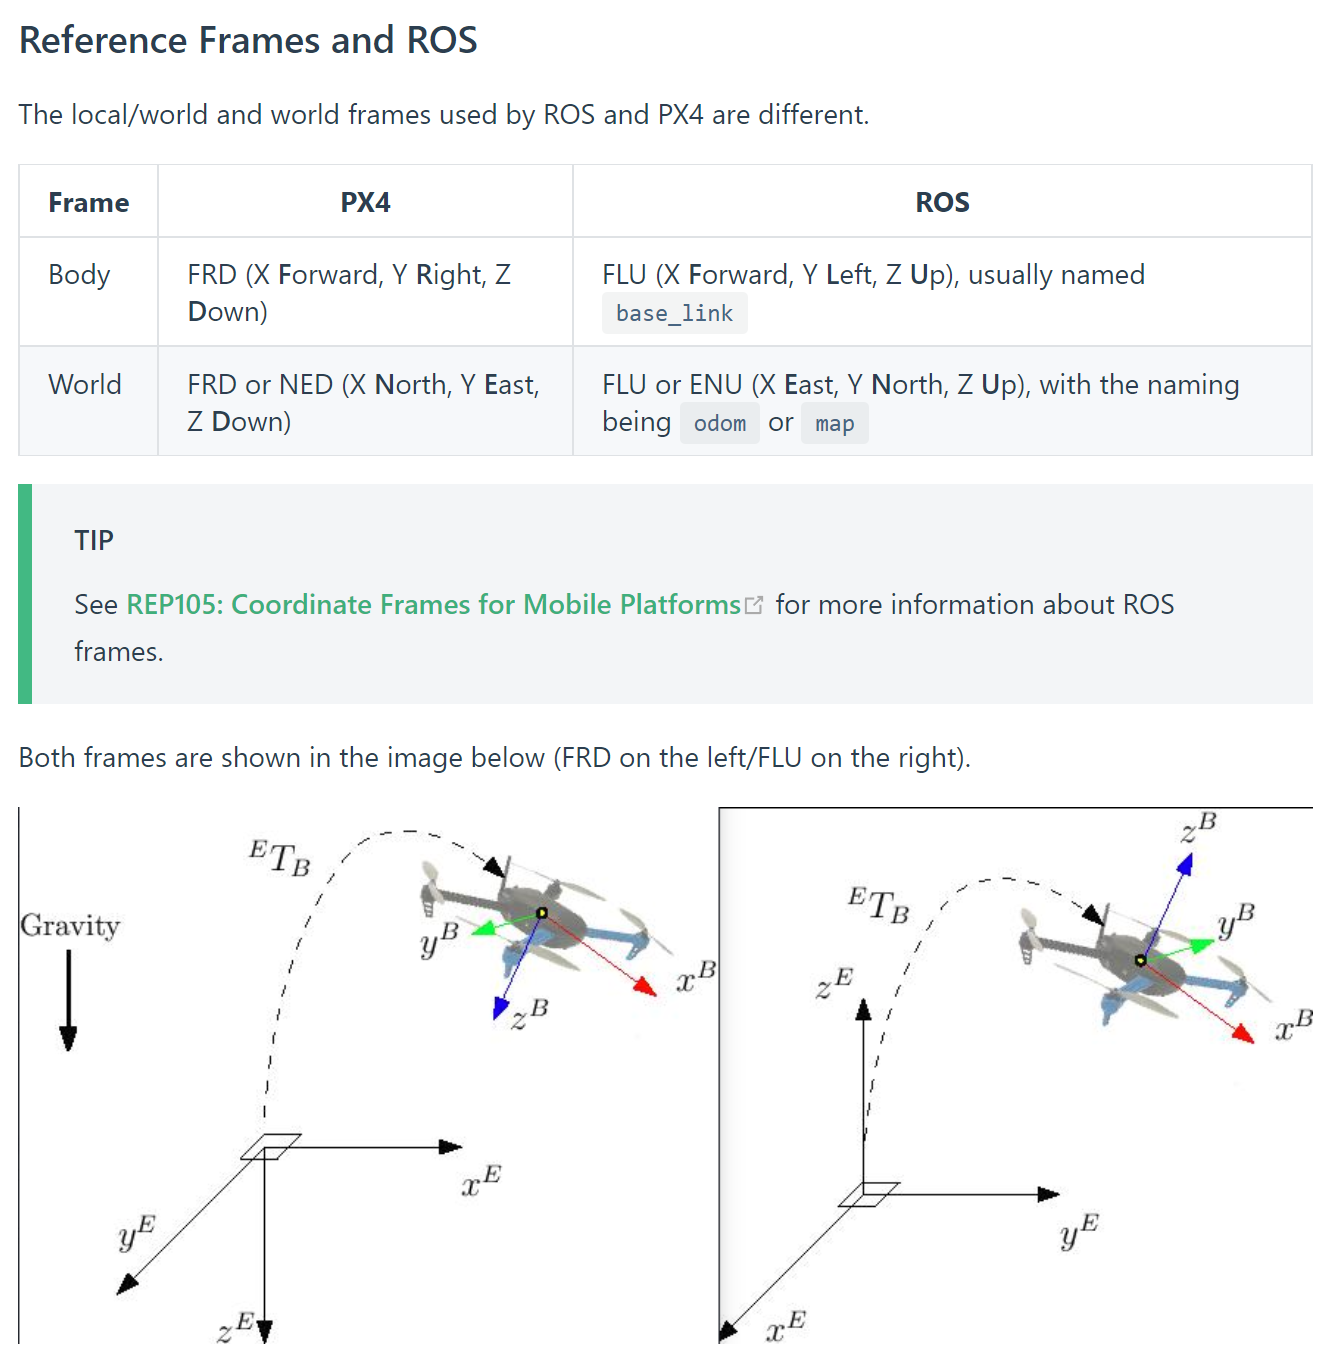 Reference Frames and ROS
The local/world and world frames used by ROS and PX4 are different.
Frame PX4 ROS
Body FRD (X Forward, Y Right, Z FLU (X Forward, Y Left, Z Up), usually named
Down) base_link
World FRD or NED (X North, Y East, FLU or ENU (X East, Y North, Z Up), with the naming
Z Down) being odom or map
TIP
See REP105: Coordinate Frames for Mobile Platforms for more information about ROS
frames.
Both frames are shown in the image below (FRD on the left/FLU on the right).
Gravity
ᴱT_B
y^B
x^B
z^B
x^E
y^E
z^E
z^B
ᴱT_B
y^B
z^E
x^B
y^E
x^E